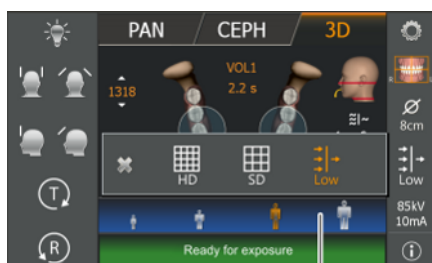 PAN CEPH 3D
VOL1
1318
2.2 s
8cm
HD SD Low
Low
T
85kV
10mA
R
Ready for exposure
i